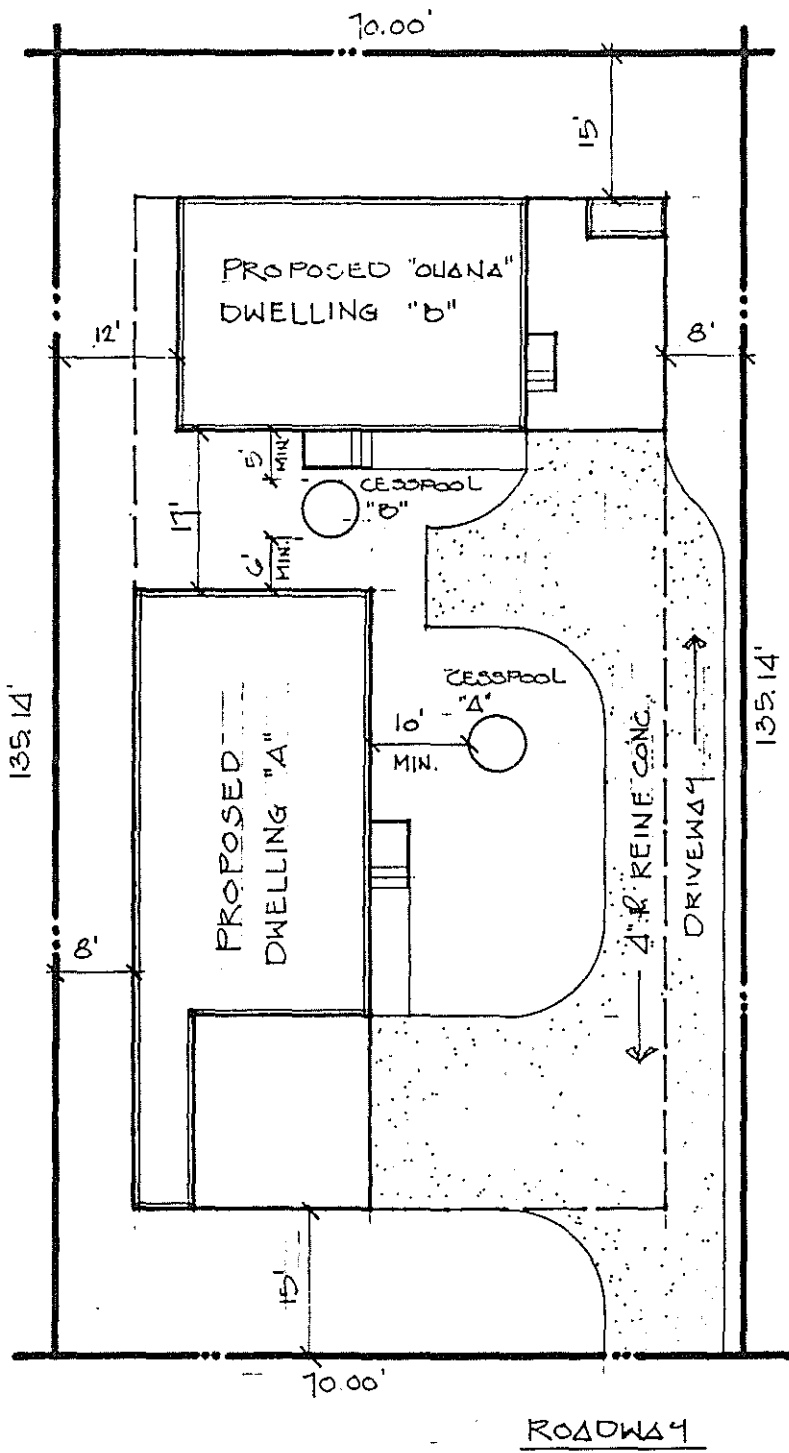 70.00'
15'
PROPOSED "OHANA"
DWELLING "B"
12'
8'
5'
MIN
CESSPOOL
"B"
17'
6'
MIN.
CESSPOOL
"A"
10'
MIN.
135.14'
135.14'
PROPOSED
DWELLING "A"
REINF CONC.
DRIVEWAY
8'
15'
70.00'
ROADWAY